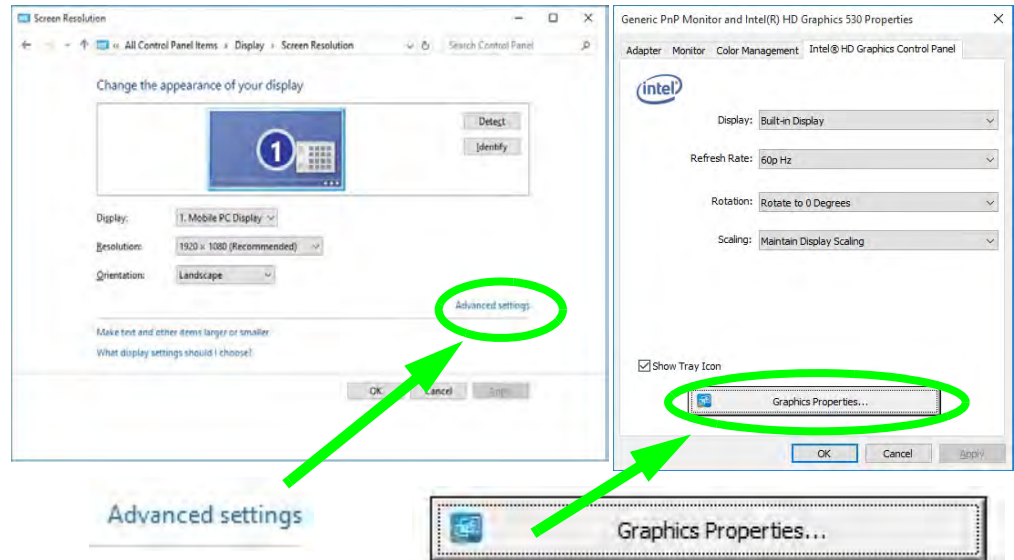 Screen Resolution
« All Control Panel Items › Display › Screen Resolution
Search Control Panel
Change the appearance of your display
1
Detect
Identify
Display: 1. Mobile PC Display
Resolution: 1920 × 1080 (Recommended)
Orientation: Landscape
Advanced settings
Make text and other items larger or smaller
What display settings should I choose?
OK Cancel Apply
Generic PnP Monitor and Intel(R) HD Graphics 530 Properties
Adapter Monitor Color Management Intel® HD Graphics Control Panel
intel
Display: Built-in Display
Refresh Rate: 60p Hz
Rotation: Rotate to 0 Degrees
Scaling: Maintain Display Scaling
Show Tray Icon
Graphics Properties...
OK Cancel Apply
Advanced settings
Graphics Properties...